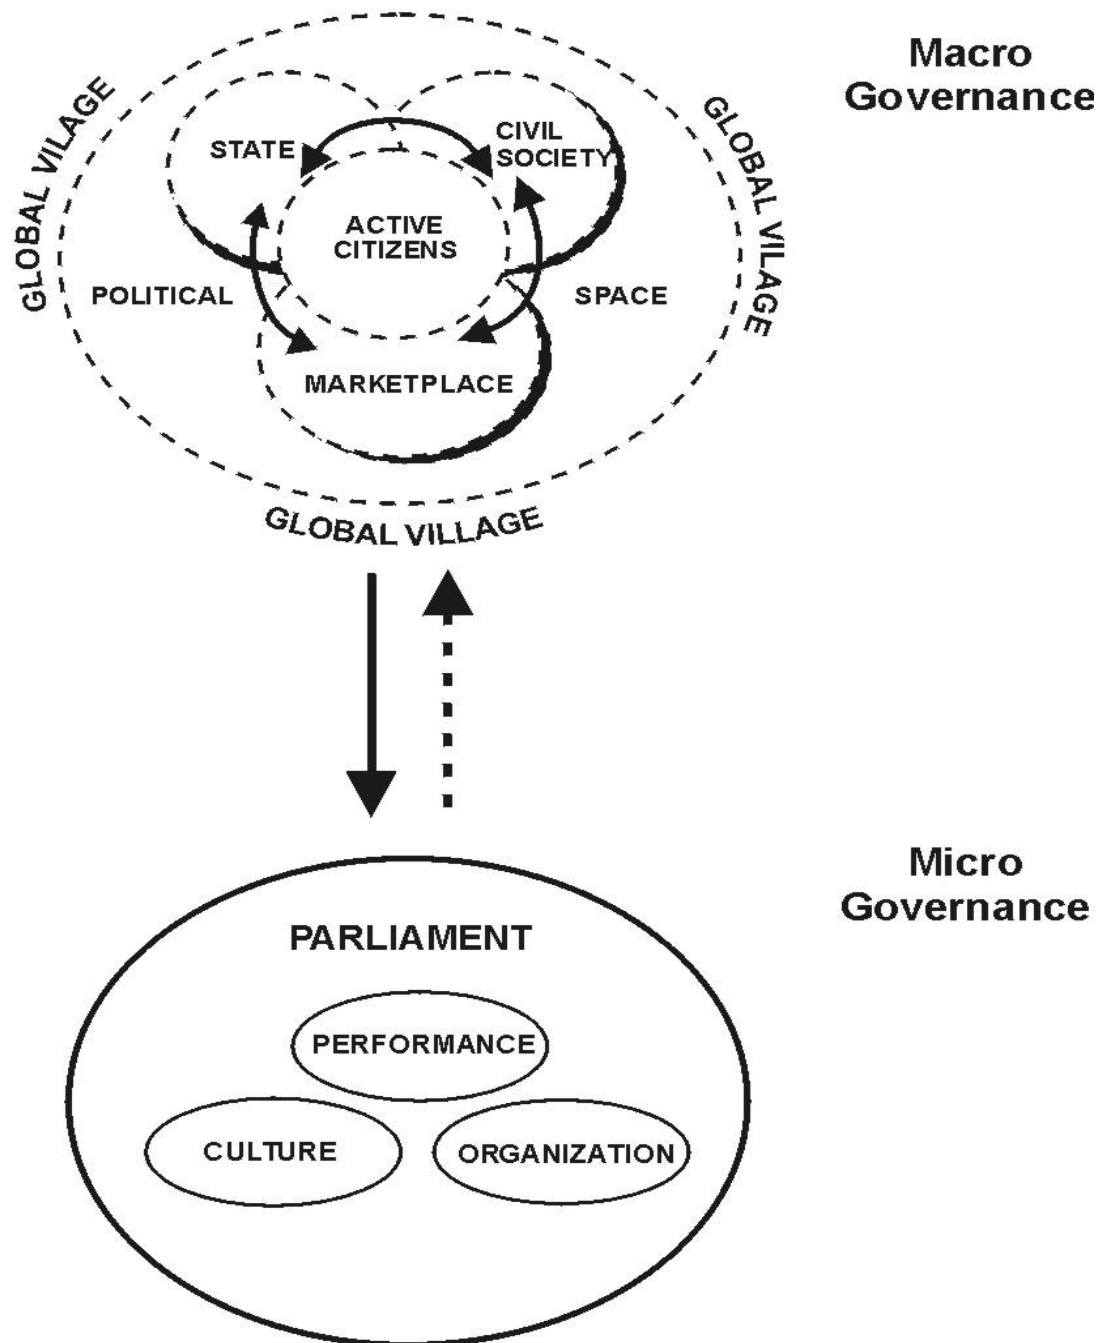 Macro
Governance
GLOBAL VILAGE
GLOBAL VILAGE
STATE
CIVIL
SOCIETY
ACTIVE
CITIZENS
POLITICAL
SPACE
MARKETPLACE
GLOBAL VILLAGE
Micro
Governance
PARLIAMENT
PERFORMANCE
CULTURE
ORGANIZATION